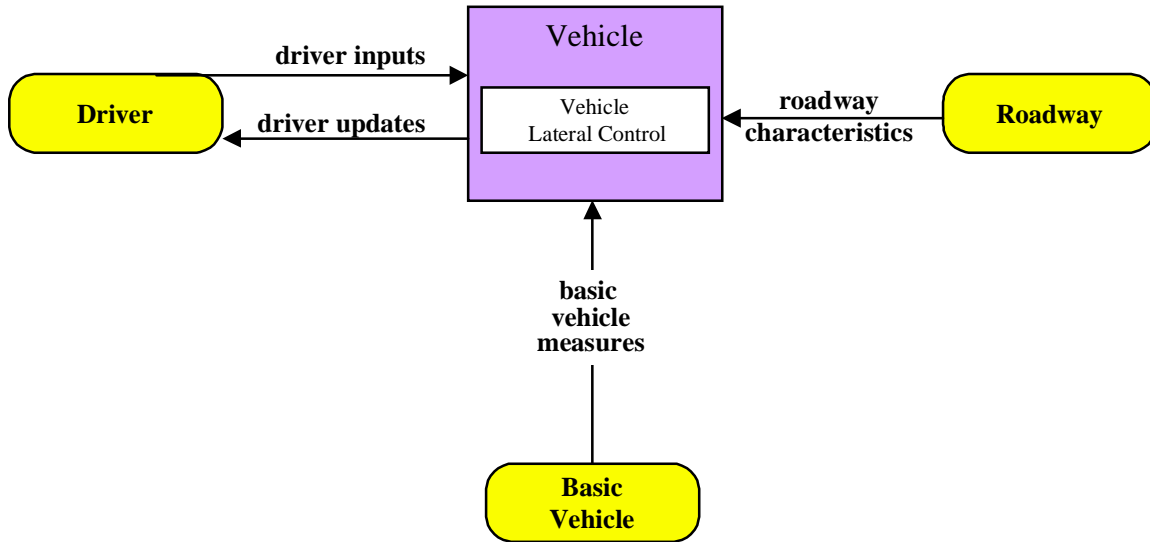 Vehicle
driver inputs
Driver
driver updates
Vehicle
Lateral Control
roadway
characteristics
Roadway
basic
vehicle
measures
Basic
Vehicle